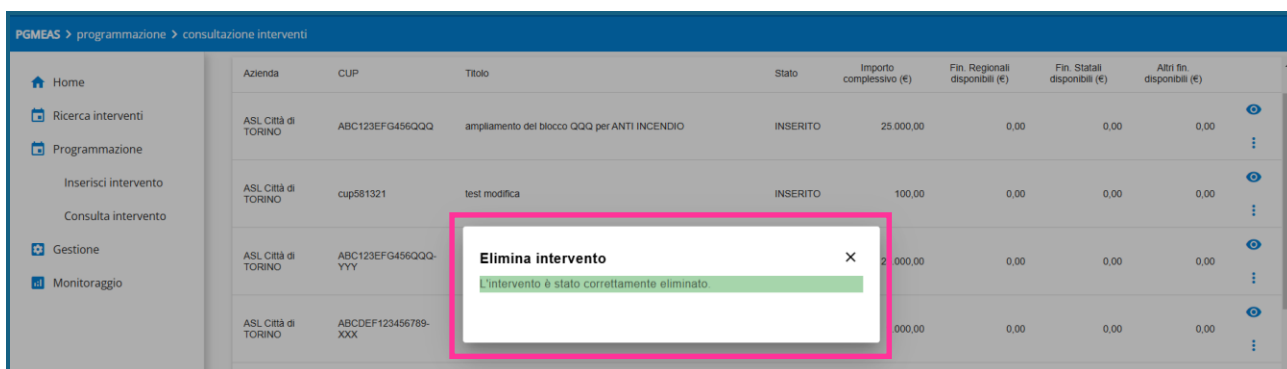 PGMEAS > programmazione > consultazione interventi
Home
Ricerca interventi
Programmazione
Inserisci intervento
Consulta intervento
Gestione
Monitoraggio
Azienda CUP Titolo Stato Importo complessivo (€) Fin. Regionali disponibili (€) Fin. Statali disponibili (€) Altri fin. disponibili (€)
ASL Città di TORINO ABC123EFG456QQQ ampliamento del blocco QQQ per ANTI INCENDIO INSERITO 25.000,00 0,00 0,00 0,00
ASL Città di TORINO cup581321 test modifica INSERITO 100,00 0,00 0,00 0,00
ASL Città di TORINO ABC123EFG456QQQ-YYY .000,00 0,00 0,00 0,00
ASL Città di TORINO ABCDEF123456789-XXX .000,00 0,00 0,00 0,00
Elimina intervento
L'intervento è stato correttamente eliminato.